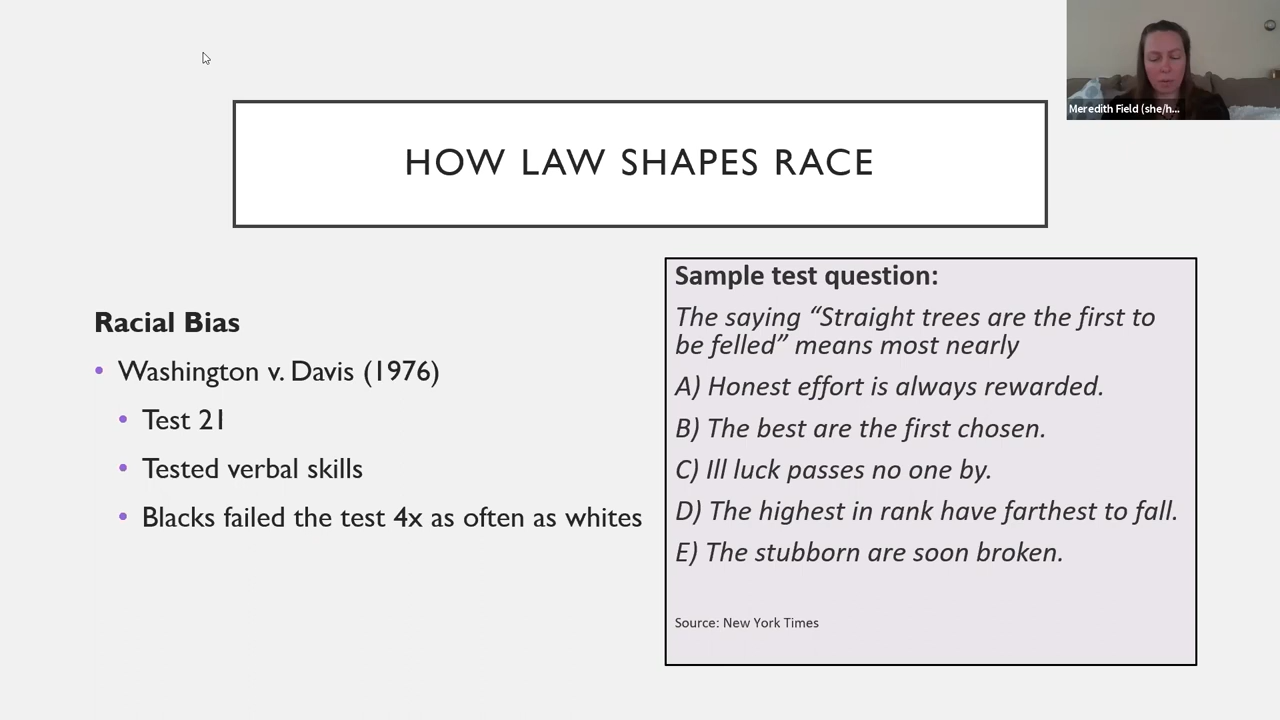 Meredith Field (she/h...
HOW LAW SHAPES RACE
Racial Bias
• Washington v. Davis (1976)
• Test 21
• Tested verbal skills
• Blacks failed the test 4x as often as whites
Sample test question:
The saying “Straight trees are the first to
be felled” means most nearly
A) Honest effort is always rewarded.
B) The best are the first chosen.
C) Ill luck passes no one by.
D) The highest in rank have farthest to fall.
E) The stubborn are soon broken.
Source: New York Times